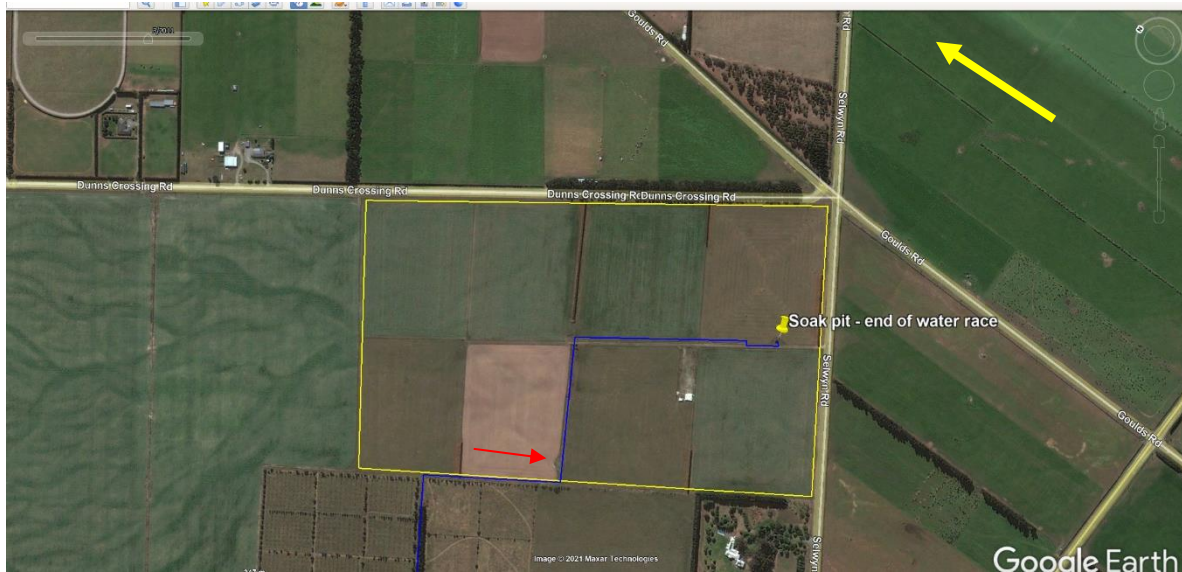 Goulds Rd
Selwyn Rd
Dunns Crossing Rd
Dunns Crossing Rd
Dunns Crossing R
Dunns Crossing Rd
Goulds Rd
Soak pit - end of water race
Selwyn Rd
Goulds Rd
Selwyn
Image © 2021 Maxar Technologies
Google Earth